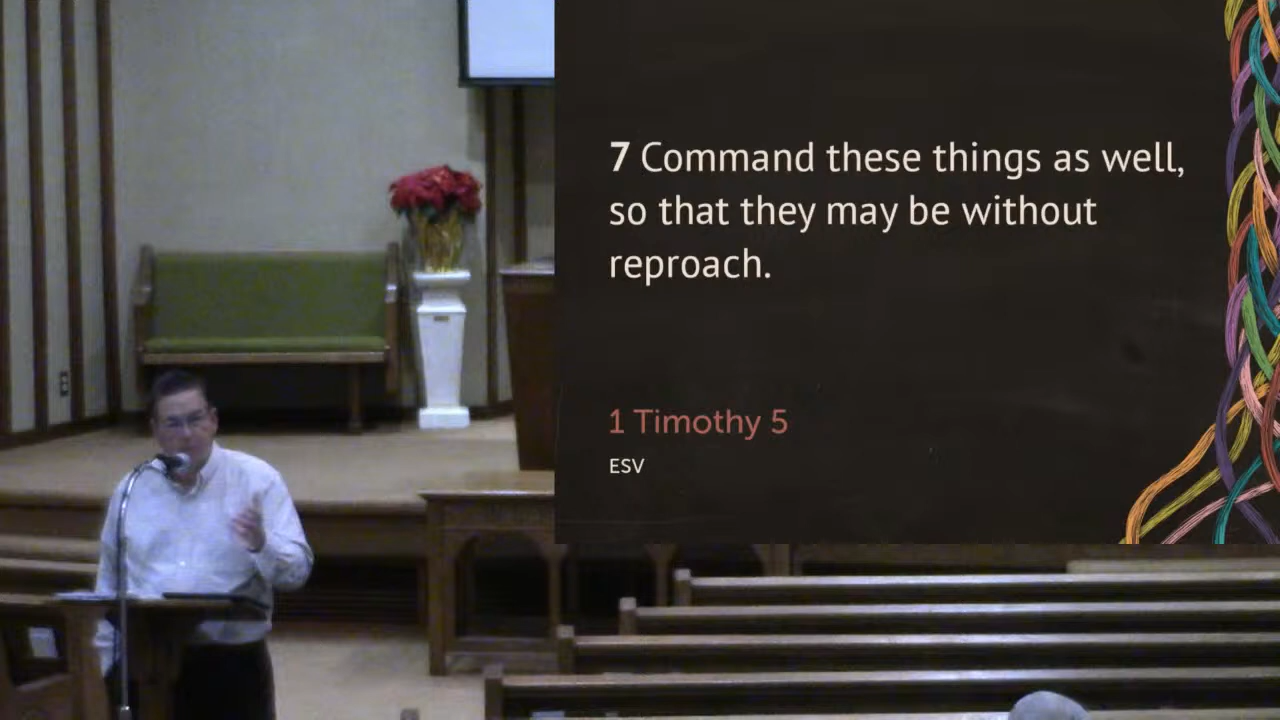 7 Command these things as well,
so that they may be without
reproach.
1 Timothy 5
ESV